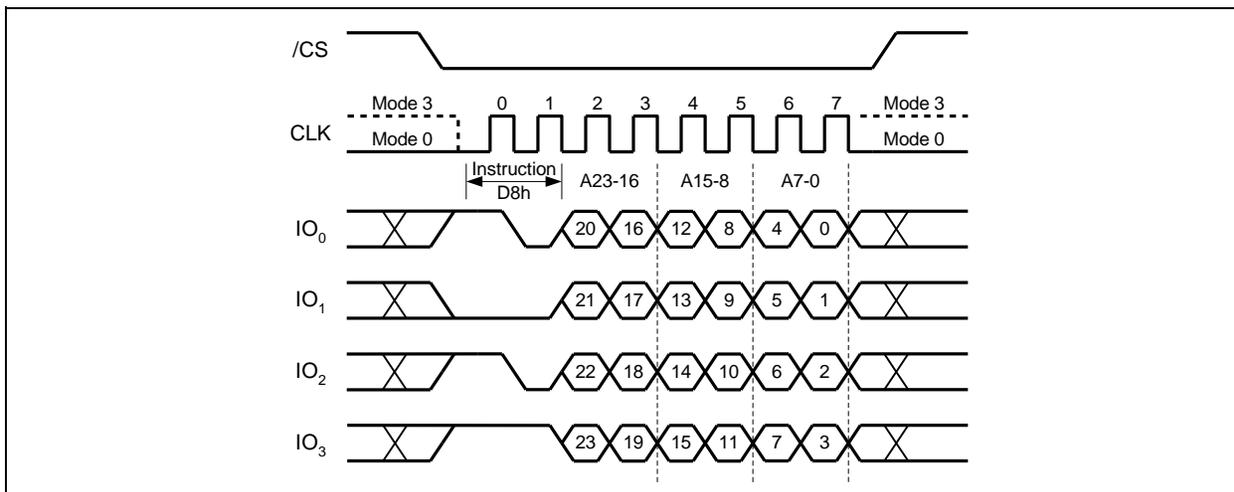 /CS
Mode 3 0 1 2 3 4 5 6 7 Mode 3
CLK
Mode 0 Mode 0
Instruction
D8h
A23-16 A15-8 A7-0
IO0 20 16 12 8 4 0
IO1 21 17 13 9 5 1
IO2 22 18 14 10 6 2
IO3 23 19 15 11 7 3